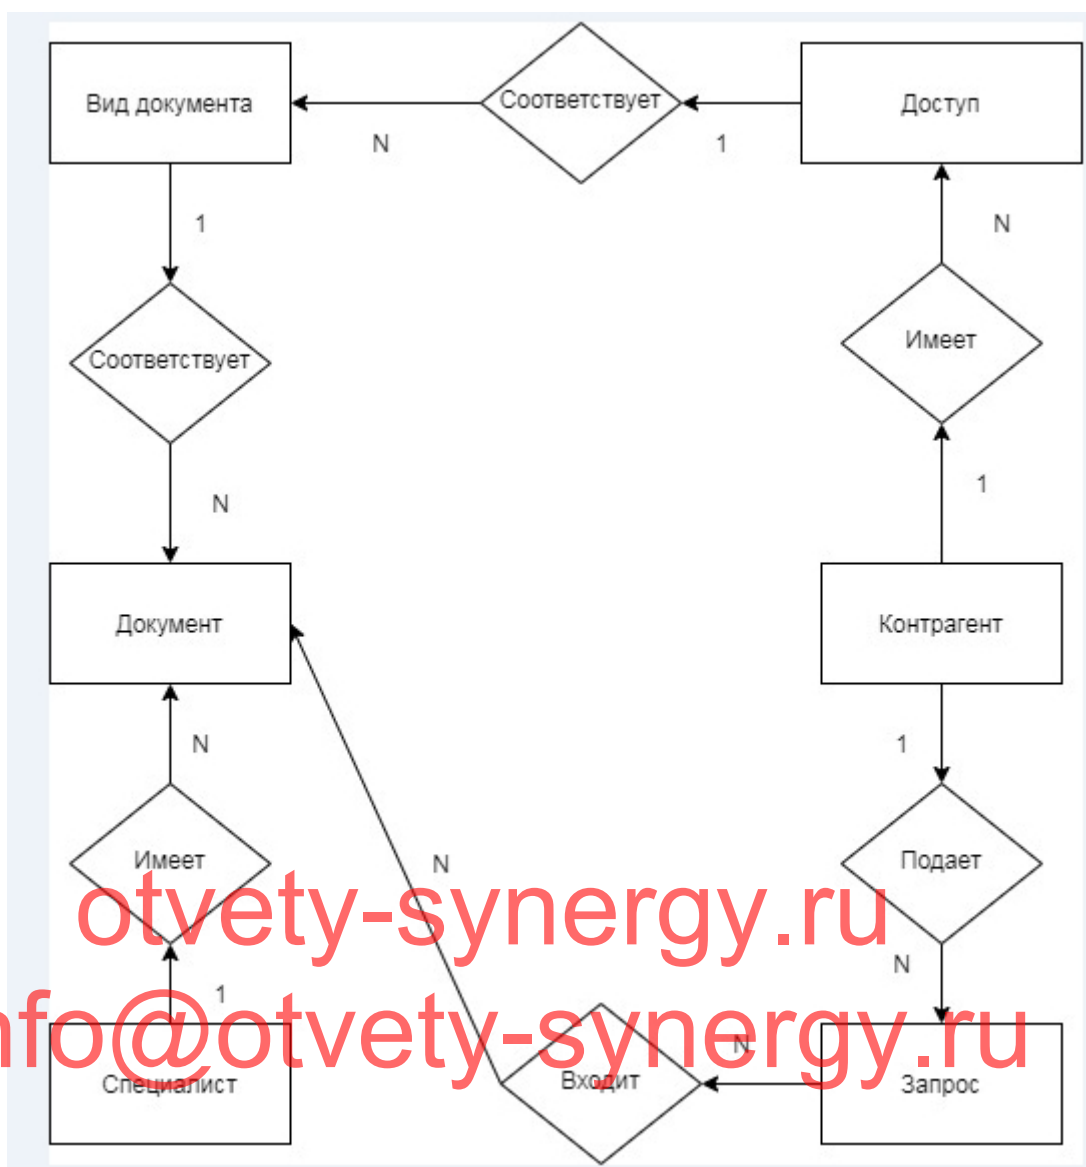 Вид документа
Соответствует
Доступ
N
1
1
N
Соответствует
Имеет
N
1
Документ
Контрагент
N
1
Имеет
N
Подает
otvety-synergy.ru
1
N
nfo@otvety-synergy.ru
N
Специалист
Входит
Запрос